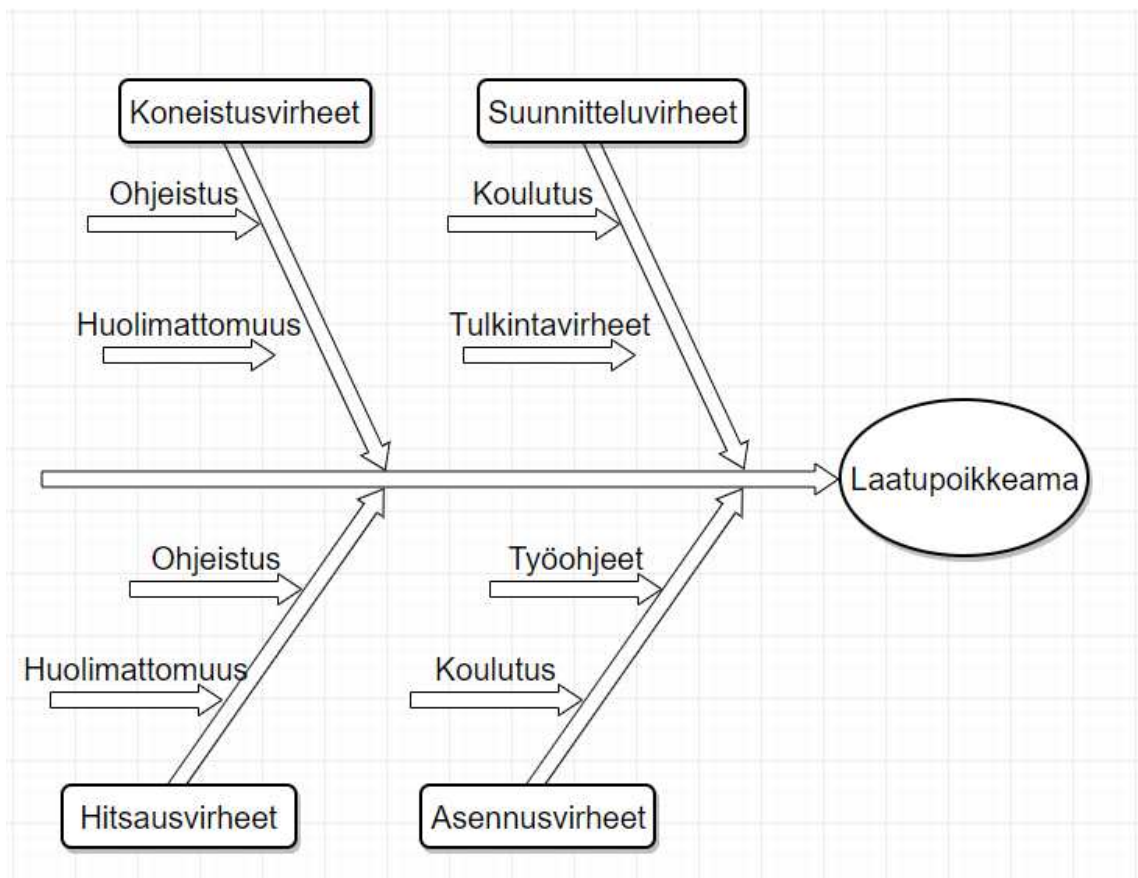 Koneistusvirheet
Suunnitteluvirheet
Ohjeistus
Koulutus
Huolimattomuus
Tulkintavirheet
Laatupoikkeama
Ohjeistus
Työohjeet
Huolimattomuus
Koulutus
Hitsausvirheet
Asennusvirheet